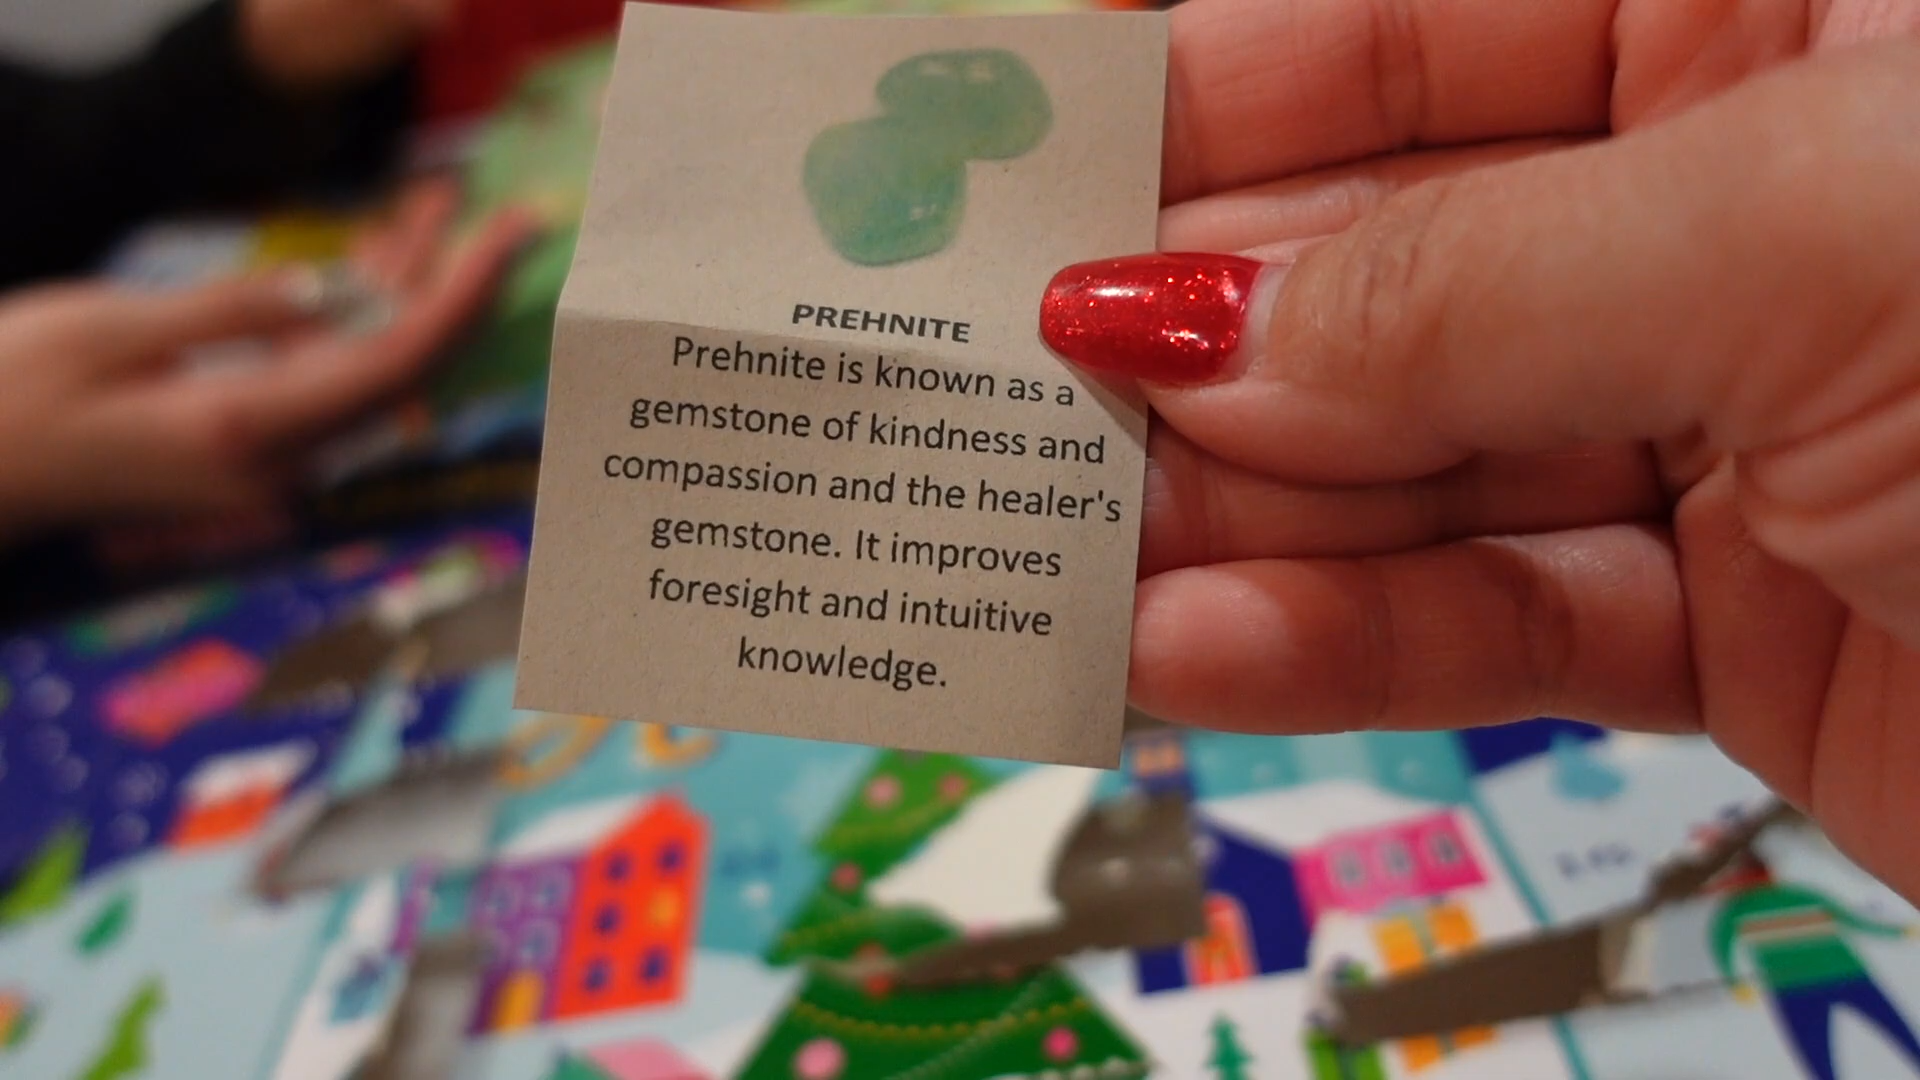 PREHNITE
Prehnite is known as a
gemstone of kindness and
compassion and the healer's
gemstone. It improves
foresight and intuitive
knowledge.